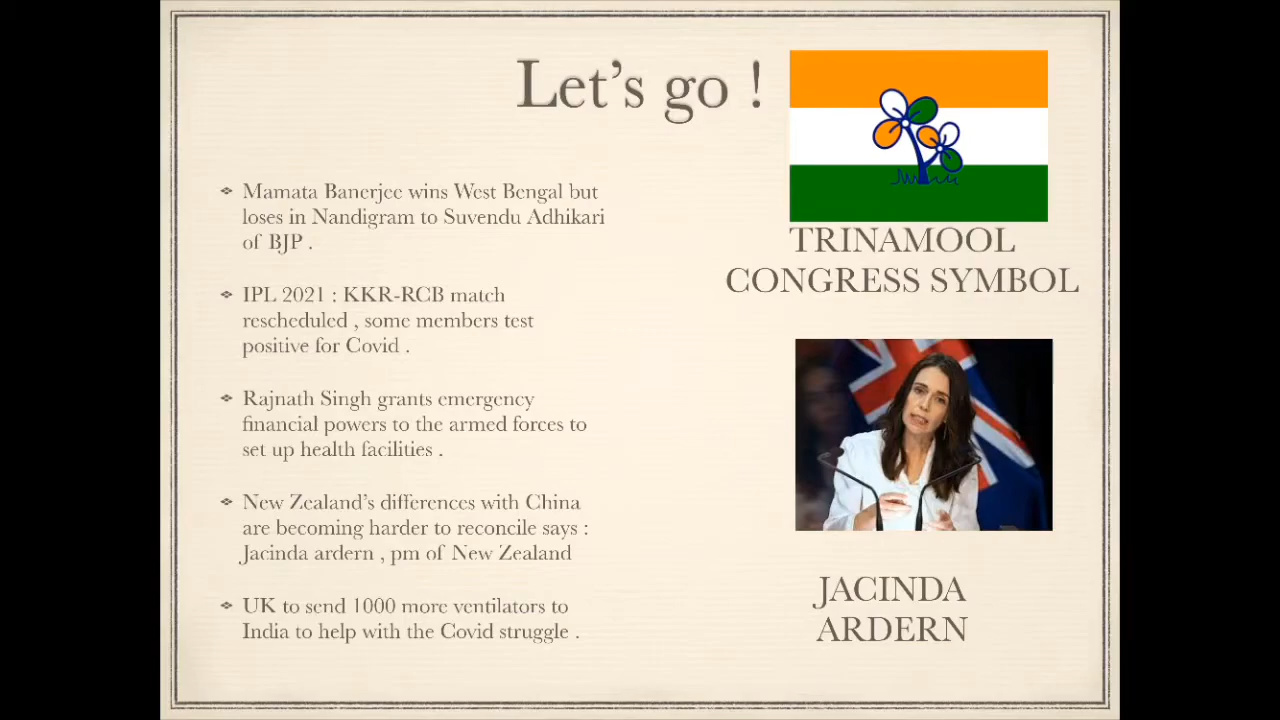 Let's go !
Mamata Banerjee wins West Bengal but
loses in Nandigram to Suvendu Adhikari
of BJP .
IPL 2021 : KKR-RCB match
rescheduled , some members test
positive for Covid .
Rajnath Singh grants emergency
financial powers to the armed forces to
set up health facilities .
New Zealand's differences with China
are becoming harder to reconcile says :
Jacinda ardern , pm of New Zealand
UK to send 1000 more ventilators to
India to help with the Covid struggle .
TRINAMOOL
CONGRESS SYMBOL
JACINDA
ARDERN